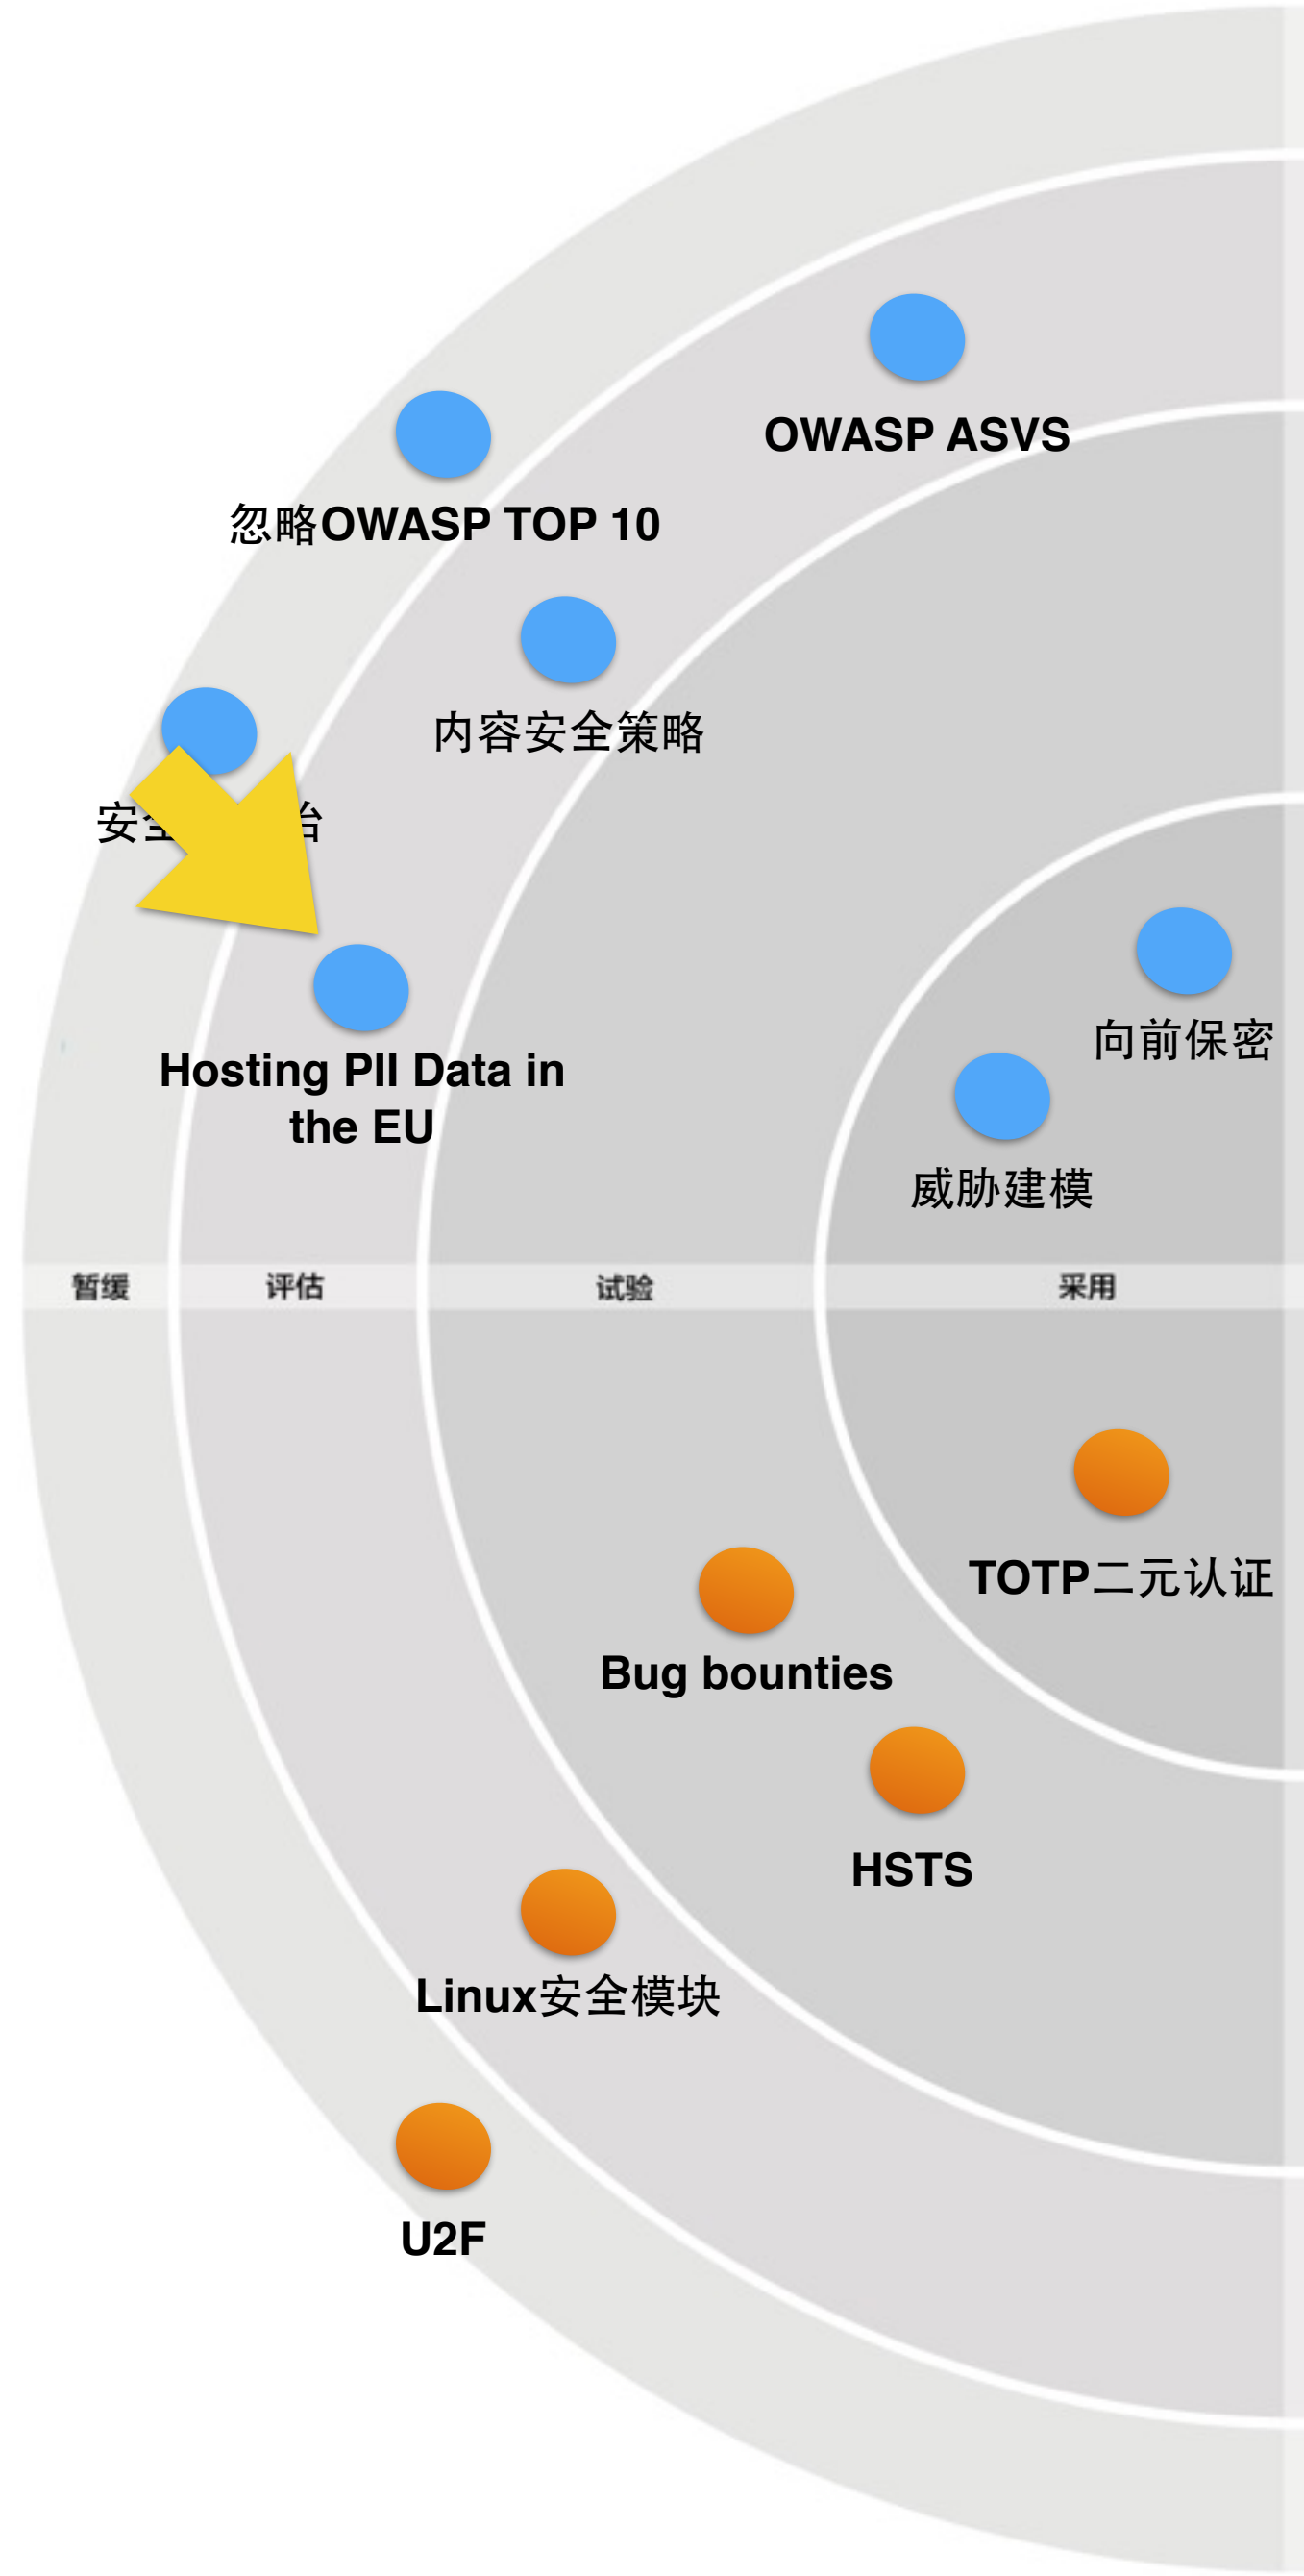 OWASP ASVS
忽略OWASP TOP 10
内容安全策略
安全 台
向前保密
Hosting PII Data in
the EU
威胁建模
暂缓 评估 试验 采用
TOTP二元认证
Bug bounties
HSTS
Linux安全模块
U2F